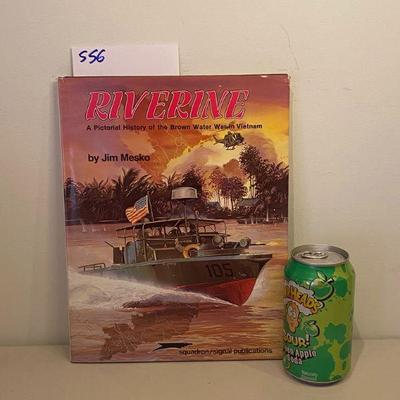 556
RIVERINE
A Pictorial History of the Brown Water War in Vietnam
by Jim Mesko
105
squadron/signal publications
SOUR!
Apple
Soda